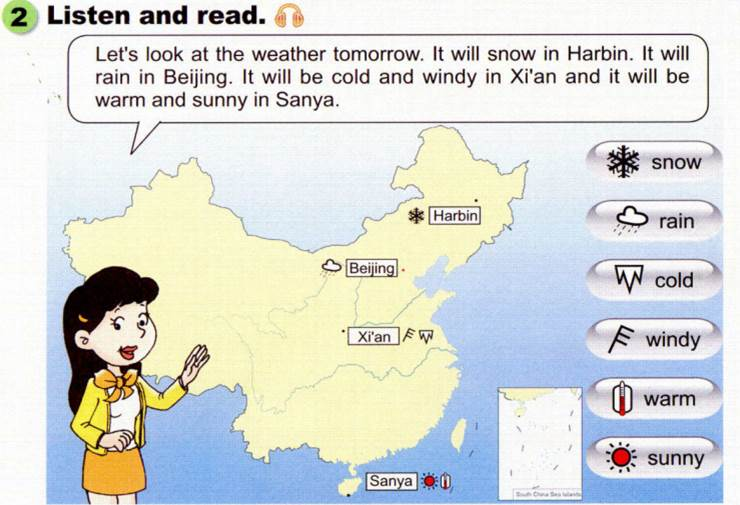 2 Listen and read.
Let's look at the weather tomorrow. It will snow in Harbin. It will
rain in Beijing. It will be cold and windy in Xi'an and it will be
warm and sunny in Sanya.
snow
Harbin
rain
Beijing
cold
Xi'an
windy
warm
sunny
Sanya
South China Sea Islands